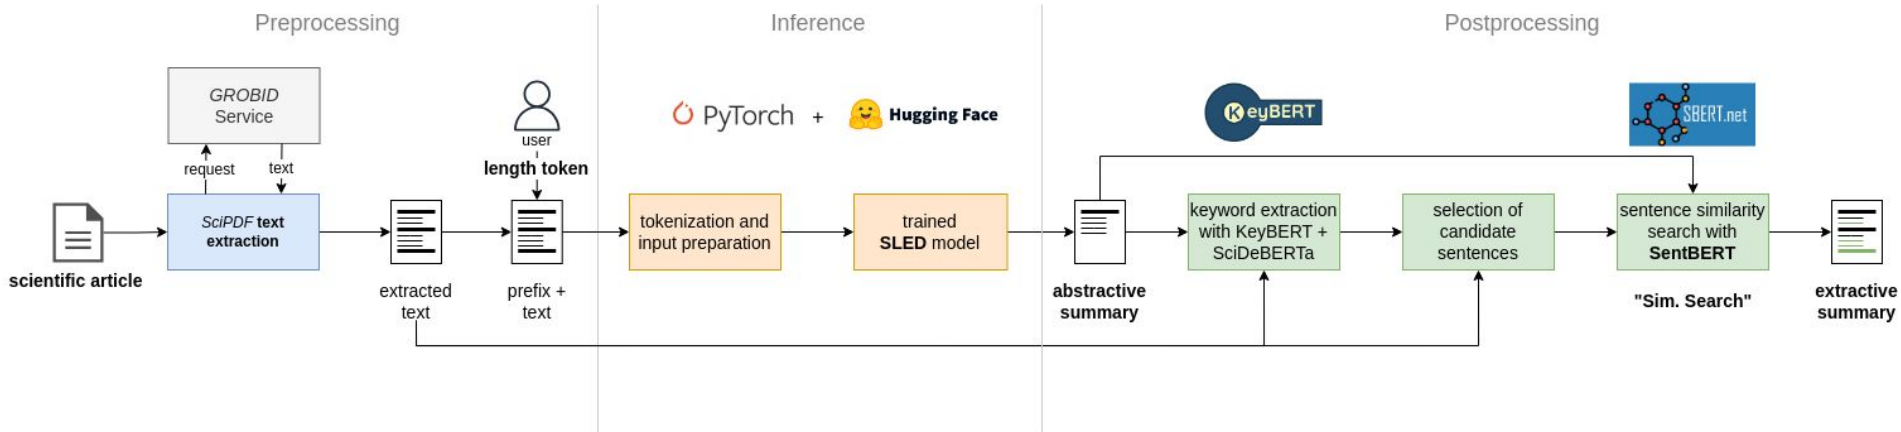 Preprocessing
Inference
Postprocessing
GROBID
Service
request
text
user
length token
PyTorch
+
Hugging Face
KeyBERT
SBERT.net
scientific article
SciPDF text
extraction
extracted
text
prefix +
text
tokenization and
input preparation
trained
SLED model
abstractive
summary
keyword extraction
with KeyBERT +
SciDeBERTa
selection of
candidate
sentences
sentence similarity
search with
SentBERT
"Sim. Search"
extractive
summary